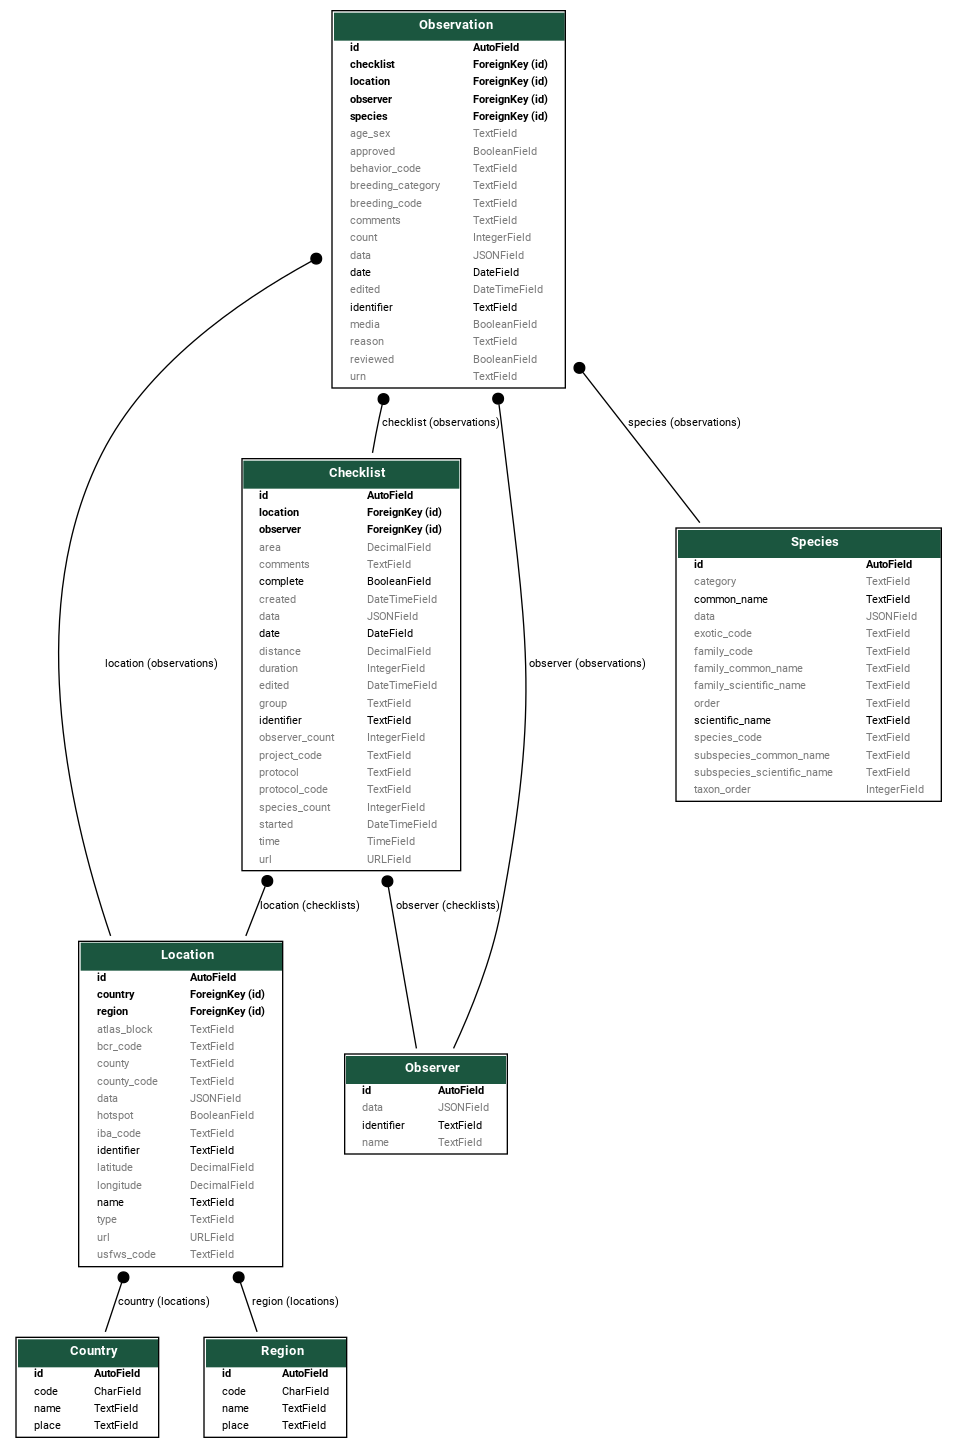 Observation
id AutoField
checklist ForeignKey (id)
location ForeignKey (id)
observer ForeignKey (id)
species ForeignKey (id)
age_sex TextField
approved BooleanField
behavior_code TextField
breeding_category TextField
breeding_code TextField
comments TextField
count IntegerField
data JSONField
date DateField
edited DateTimeField
identifier TextField
media BooleanField
reason TextField
reviewed BooleanField
urn TextField
checklist (observations)
species (observations)
Checklist
id AutoField
location ForeignKey (id)
observer ForeignKey (id)
area DecimalField
comments TextField
complete BooleanField
created DateTimeField
data JSONField
date DateField
distance DecimalField
duration IntegerField
edited DateTimeField
group TextField
identifier TextField
observer_count IntegerField
project_code TextField
protocol TextField
protocol_code TextField
species_count IntegerField
started DateTimeField
time TimeField
url URLField
Species
id AutoField
category TextField
common_name TextField
data JSONField
exotic_code TextField
family_code TextField
family_common_name TextField
family_scientific_name TextField
order TextField
scientific_name TextField
species_code TextField
subspecies_common_name TextField
subspecies_scientific_name TextField
taxon_order IntegerField
location (observations)
observer (observations)
location (checklists)
observer (checklists)
Location
id AutoField
country ForeignKey (id)
region ForeignKey (id)
atlas_block TextField
bcr_code TextField
county TextField
county_code TextField
data JSONField
hotspot BooleanField
iba_code TextField
identifier TextField
latitude DecimalField
longitude DecimalField
name TextField
type TextField
url URLField
usfws_code TextField
Observer
id AutoField
data JSONField
identifier TextField
name TextField
country (locations)
region (locations)
Country
id AutoField
code CharField
name TextField
place TextField
Region
id AutoField
code CharField
name TextField
place TextField